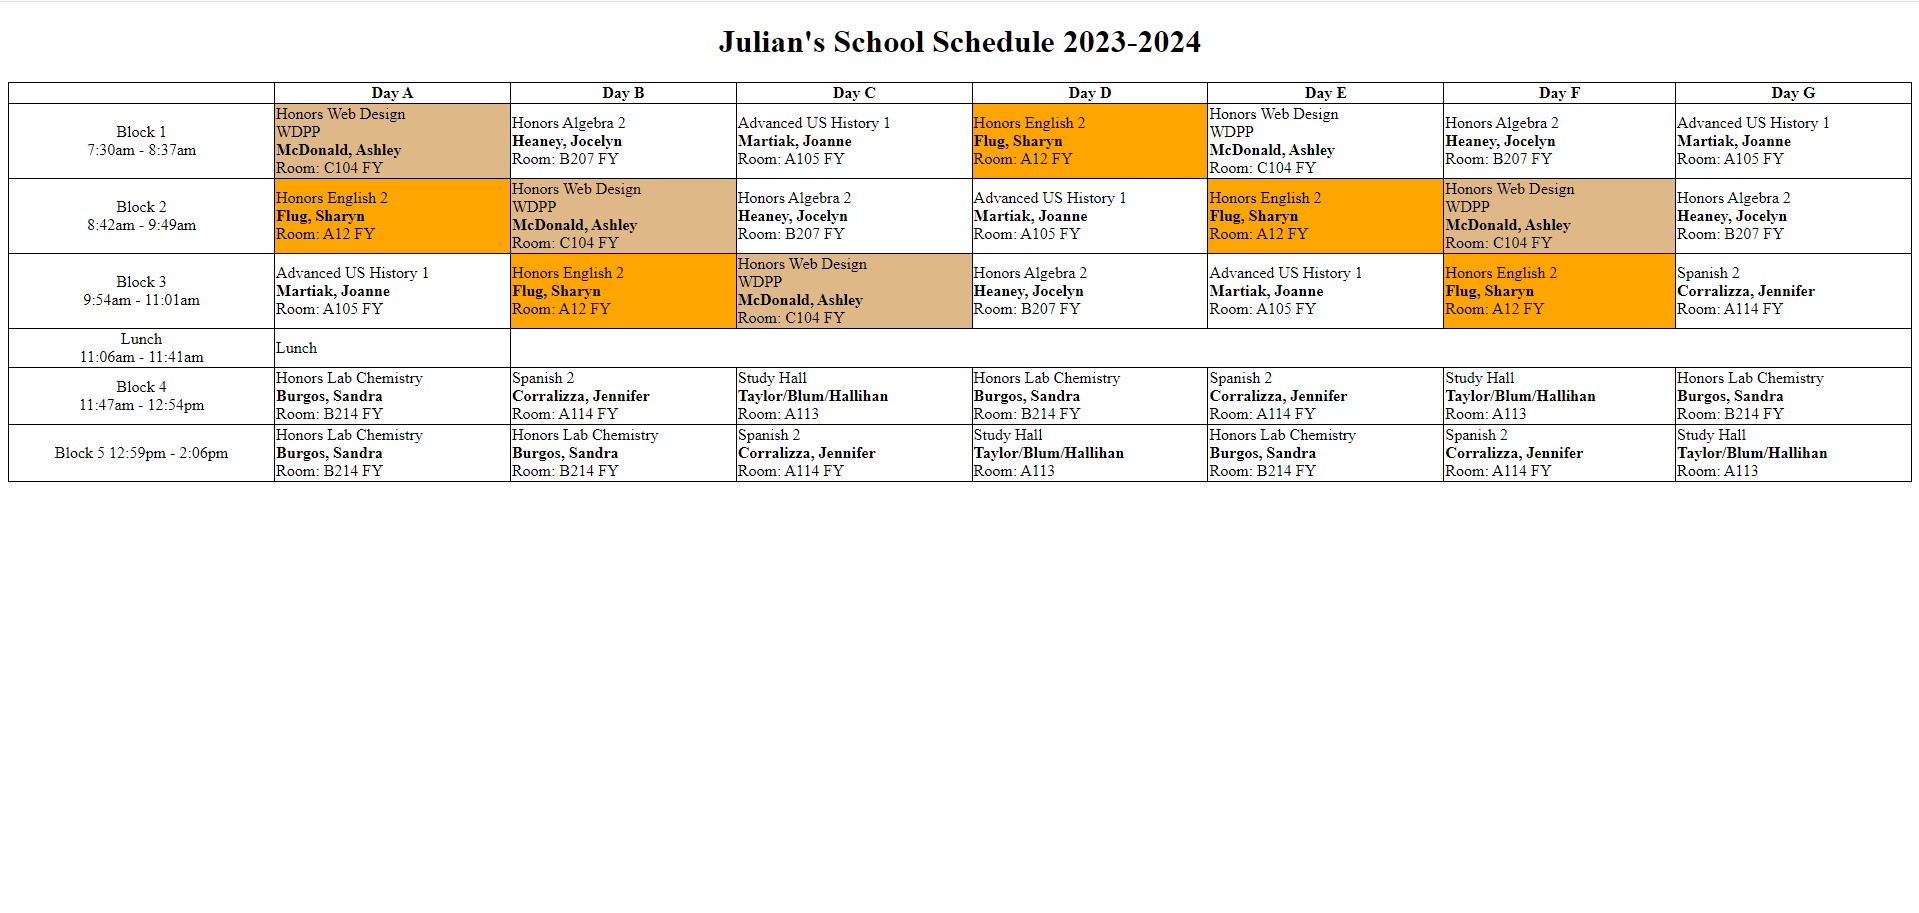 Julian's School Schedule 2023-2024
Day A
Day B
Day C
Day D
Day E
Day F
Day G
Block 1
7:30am - 8:37am
Honors Web Design
WDPP
McDonald, Ashley
Room: C104 FY
Honors Algebra 2
Heaney, Jocelyn
Room: B207 FY
Advanced US History 1
Martiak, Joanne
Room: A105 FY
Honors English 2
Flug, Sharyn
Room: A12 FY
Honors Web Design
WDPP
McDonald, Ashley
Room: C104 FY
Honors Algebra 2
Heaney, Jocelyn
Room: B207 FY
Advanced US History 1
Martiak, Joanne
Room: A105 FY
Block 2
8:42am - 9:49am
Honors English 2
Flug, Sharyn
Room: A12 FY
Honors Web Design
WDPP
McDonald, Ashley
Room: C104 FY
Honors Algebra 2
Heaney, Jocelyn
Room: B207 FY
Advanced US History 1
Martiak, Joanne
Room: A105 FY
Honors English 2
Flug, Sharyn
Room: A12 FY
Honors Web Design
WDPP
McDonald, Ashley
Room: C104 FY
Honors Algebra 2
Heaney, Jocelyn
Room: B207 FY
Block 3
9:54am - 11:01am
Advanced US History 1
Martiak, Joanne
Room: A105 FY
Honors English 2
Flug, Sharyn
Room: A12 FY
Honors Web Design
WDPP
McDonald, Ashley
Room: C104 FY
Honors Algebra 2
Heaney, Jocelyn
Room: B207 FY
Advanced US History 1
Martiak, Joanne
Room: A105 FY
Honors English 2
Flug, Sharyn
Room: A12 FY
Spanish 2
Corralizza, Jennifer
Room: A114 FY
Lunch
11:06am - 11:41am
Lunch
Block 4
11:47am - 12:54pm
Honors Lab Chemistry
Burgos, Sandra
Room: B214 FY
Spanish 2
Corralizza, Jennifer
Room: A114 FY
Study Hall
Taylor/Blum/Hallihan
Room: A113
Honors Lab Chemistry
Burgos, Sandra
Room: B214 FY
Spanish 2
Corralizza, Jennifer
Room: A114 FY
Study Hall
Taylor/Blum/Hallihan
Room: A113
Honors Lab Chemistry
Burgos, Sandra
Room: B214 FY
Block 5 12:59pm - 2:06pm
Honors Lab Chemistry
Burgos, Sandra
Room: B214 FY
Honors Lab Chemistry
Burgos, Sandra
Room: B214 FY
Spanish 2
Corralizza, Jennifer
Room: A114 FY
Study Hall
Taylor/Blum/Hallihan
Room: A113
Honors Lab Chemistry
Burgos, Sandra
Room: B214 FY
Spanish 2
Corralizza, Jennifer
Room: A114 FY
Study Hall
Taylor/Blum/Hallihan
Room: A113